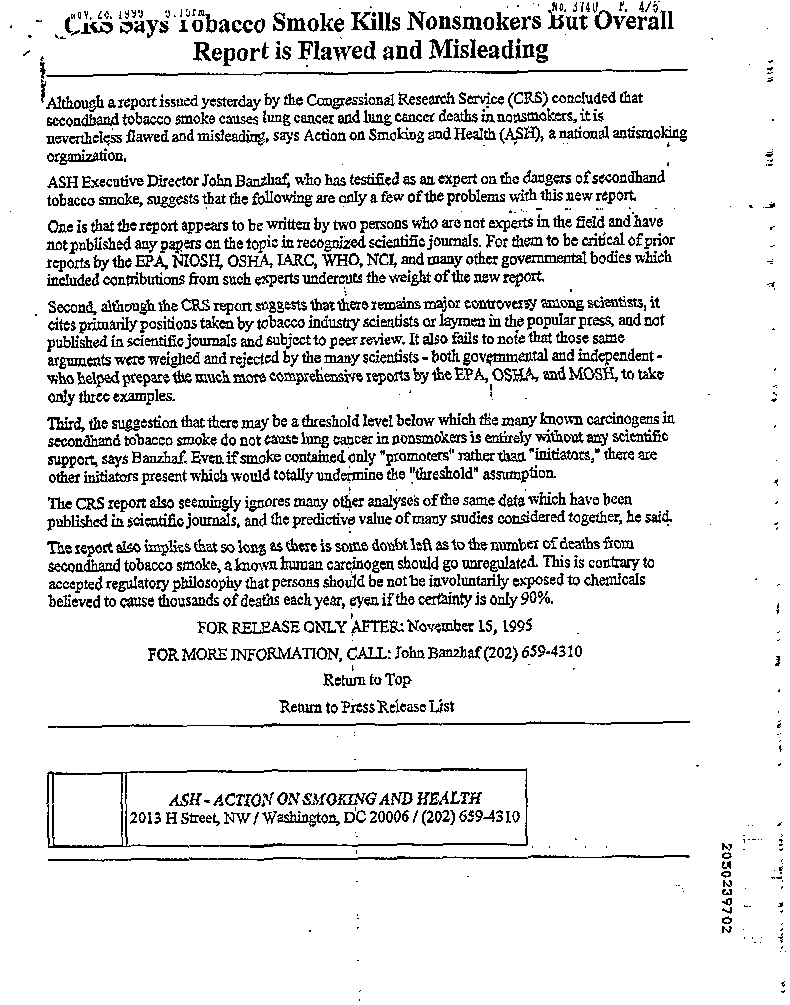 NOV. 26. 1999 5:15PM NO. 3740 P. 4/5
CRS Says Tobacco Smoke Kills Nonsmokers But Overall
Report is Flawed and Misleading
Although a report issued yesterday by the Congressional Research Service (CRS) concluded that
secondhand tobacco smoke causes lung cancer and lung cancer deaths in nonsmokers, it is
nevertheless flawed and misleading, says Action on Smoking and Health (ASH), a national antismoking
organization.
ASH Executive Director John Banzhaf, who has testified as an expert on the dangers of secondhand
tobacco smoke, suggests that the following are only a few of the problems with this new report.
One is that the report appears to be written by two persons who are not experts in the field and have
not published any papers on the topic in recognized scientific journals. For them to be critical of prior
reports by the EPA, NIOSH, OSHA, IARC, WHO, NCI, and many other governmental bodies which
included contributions from such experts undercuts the weight of the new report.
Second, although the CRS report suggests that there remains major controversy among scientists, it
cites primarily positions taken by tobacco industry scientists or laymen in the popular press, and not
published in scientific journals and subject to peer review. It also fails to note that those same
arguments were weighed and rejected by the many scientists - both governmental and independent -
who helped prepare the much more comprehensive reports by the EPA, OSHA, and MOSH, to take
only three examples.
Third, the suggestion that there may be a threshold level below which the many known carcinogens in
secondhand tobacco smoke do not cause lung cancer in nonsmokers is entirely without any scientific
support, says Banzhaf. Even if smoke contained only "promoters" rather than "initiators," there are
other initiators present which would totally undermine the "threshold" assumption.
The CRS report also seemingly ignores many other analyses of the same data which have been
published in scientific journals, and the predictive value of many studies considered together, he said.
The report also implies that so long as there is some doubt left as to the number of deaths from
secondhand tobacco smoke, a known human carcinogen should go unregulated. This is contrary to
accepted regulatory philosophy that persons should be not be involuntarily exposed to chemicals
believed to cause thousands of deaths each year, even if the certainty is only 90%.
FOR RELEASE ONLY AFTER: November 15, 1995
FOR MORE INFORMATION, CALL: John Banzhaf (202) 659-4310
Return to Top
Return to Press Release List
ASH - ACTION ON SMOKING AND HEALTH
2013 H Street, NW / Washington, DC 20006 / (202) 659-4310
2050239702